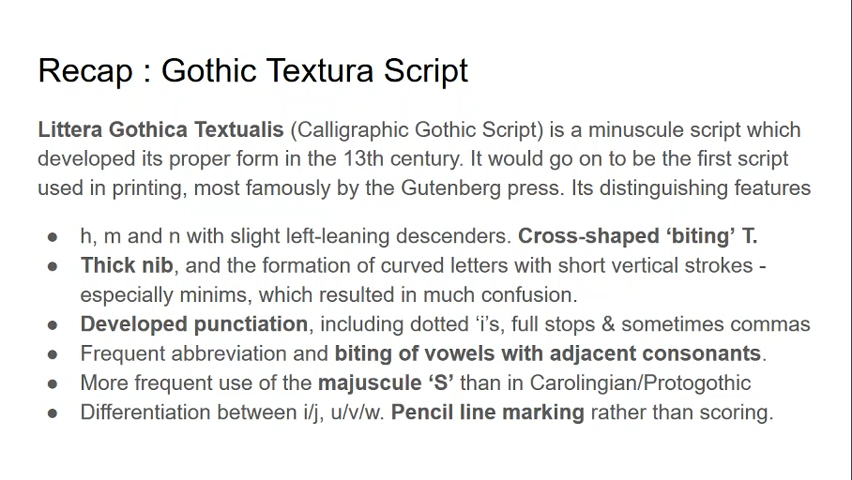 Recap : Gothic Textura Script
Littera Gothica Textualis (Calligraphic Gothic Script) is a minuscule script which
developed its proper form in the 13th century. It would go on to be the first script
used in printing, most famously by the Gutenberg press. Its distinguishing features
● h, m and n with slight left-leaning descenders. Cross-shaped ‘biting’ T.
● Thick nib, and the formation of curved letters with short vertical strokes -
especially minims, which resulted in much confusion.
● Developed punctiation, including dotted ‘i’s, full stops & sometimes commas
● Frequent abbreviation and biting of vowels with adjacent consonants.
● More frequent use of the majuscule ‘S’ than in Carolingian/Protogothic
● Differentiation between i/j, u/v/w. Pencil line marking rather than scoring.